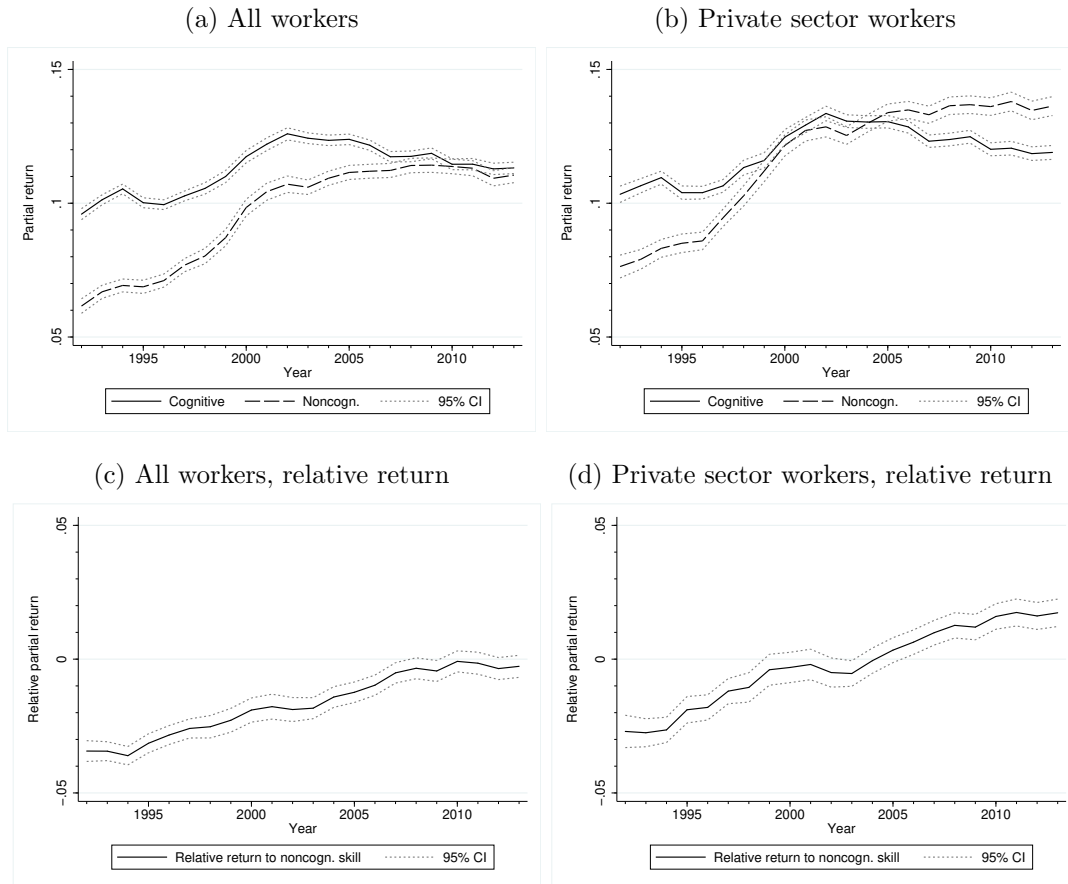 (a) All workers
(b) Private sector workers
Partial return
.15
.1
.05
1995 2000 2005 2010
Year
Cognitive Noncogn. 95% CI
Partial return
.15
.1
.05
1995 2000 2005 2010
Year
Cognitive Noncogn. 95% CI
(c) All workers, relative return
(d) Private sector workers, relative return
Relative partial return
.05
0
−.05
1995 2000 2005 2010
Year
Relative return to noncogn. skill 95% CI
Relative partial return
.05
0
−.05
1995 2000 2005 2010
Year
Relative return to noncogn. skill 95% CI